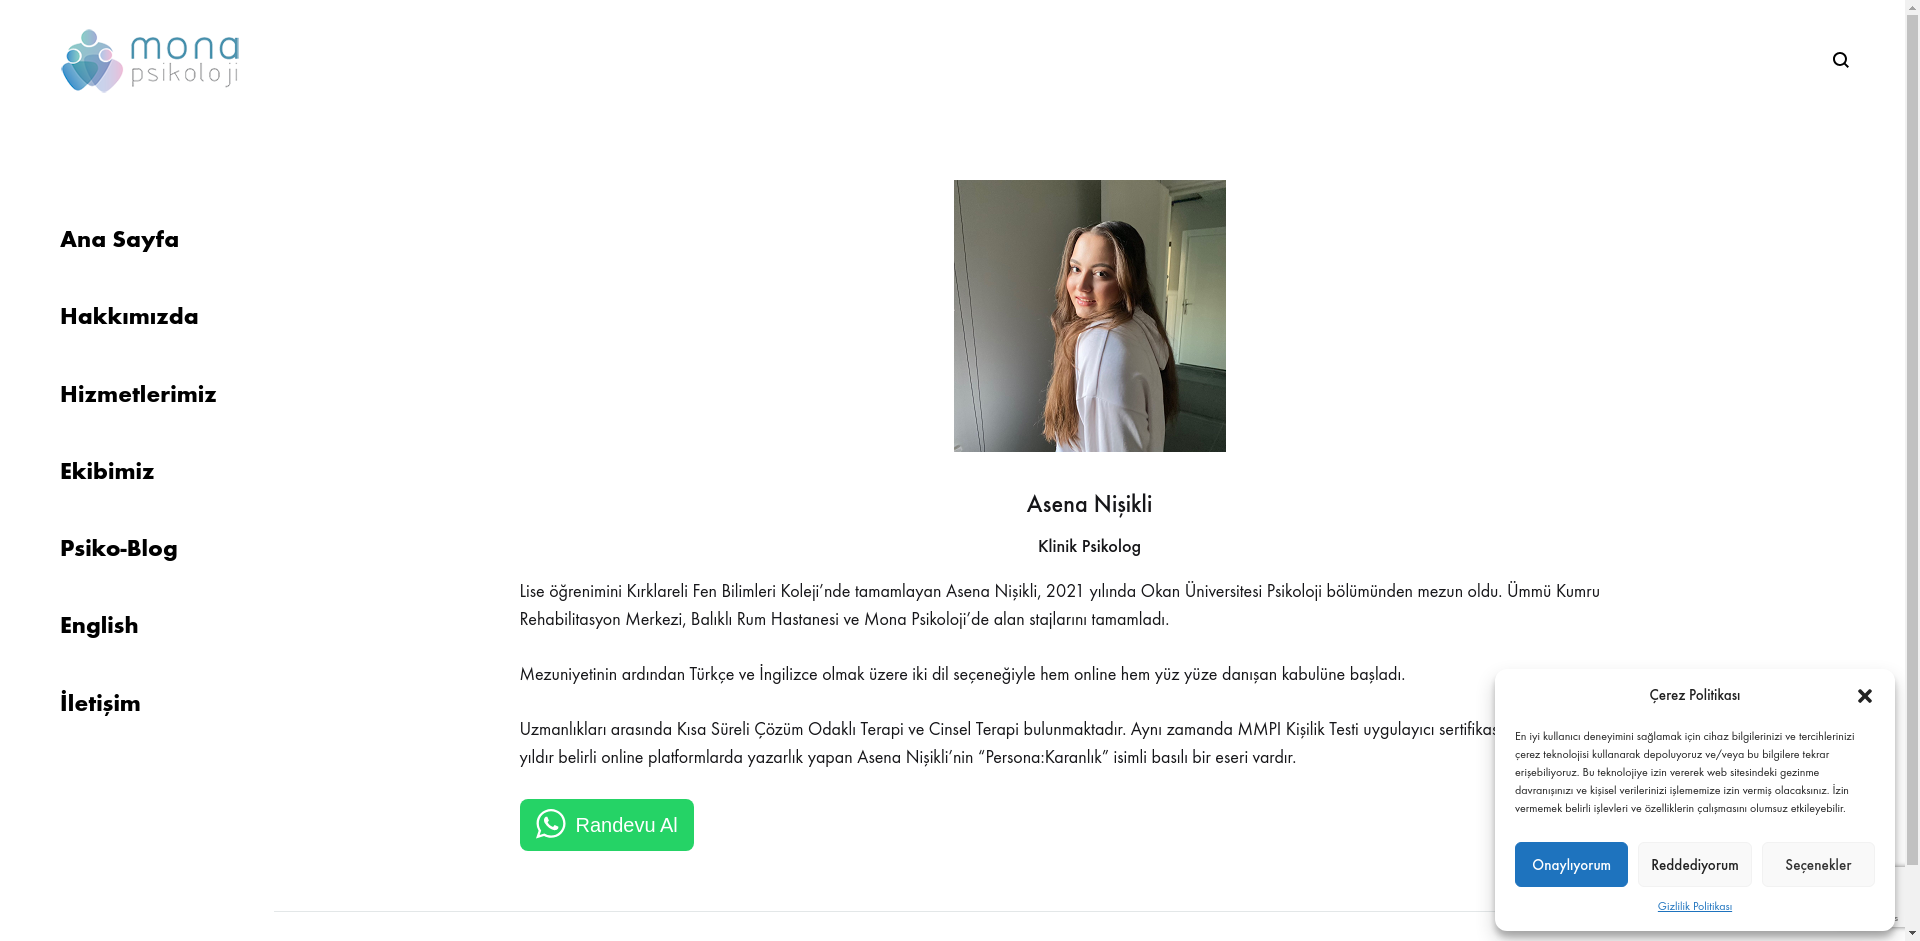 mona
psikoloji
Ana Sayfa
Hakkımızda
Hizmetlerimiz
Ekibimiz
Psiko-Blog
English
İletişim
Asena Nişikli
Klinik Psikolog
Lise öğrenimini Kırklareli Fen Bilimleri Koleji’nde tamamlayan Asena Nişikli, 2021 yılında Okan Üniversitesi Psikoloji bölümünden mezun oldu. Ümmü Kumru
Rehabilitasyon Merkezi, Balıklı Rum Hastanesi ve Mona Psikoloji’de alan stajlarını tamamladı.
Mezuniyetinin ardından Türkçe ve İngilizce olmak üzere iki dil seçeneğiyle hem online hem yüz yüze danışan kabulüne başladı.
Uzmanlıkları arasında Kısa Süreli Çözüm Odaklı Terapi ve Cinsel Terapi bulunmaktadır. Aynı zamanda MMPI Kişilik Testi uygulayıcı
yıldır belirli online platformlarda yazarlık yapan Asena Nişikli’nin “Persona:Karanlık” isimli basılı bir eseri vardır.
Randevu Al
Çerez Politikası
En iyi kullanıcı deneyimini sağlamak için cihaz bilgilerinizi ve tercihlerinizi
çerez teknolojisi kullanarak depoluyoruz ve/veya bu bilgilere tekrar
erişebiliyoruz. Bu teknolojiye izin vererek web sitesindeki gezinme
davranışınızı ve kişisel verilerinizi işlememize izin vermiş olacaksınız. İzin
vermemek belirli işlevleri ve özelliklerin çalışmasını olumsuz etkileyebilir.
Onaylıyorum
Reddediyorum
Seçenekler
Gizlilik Politikası